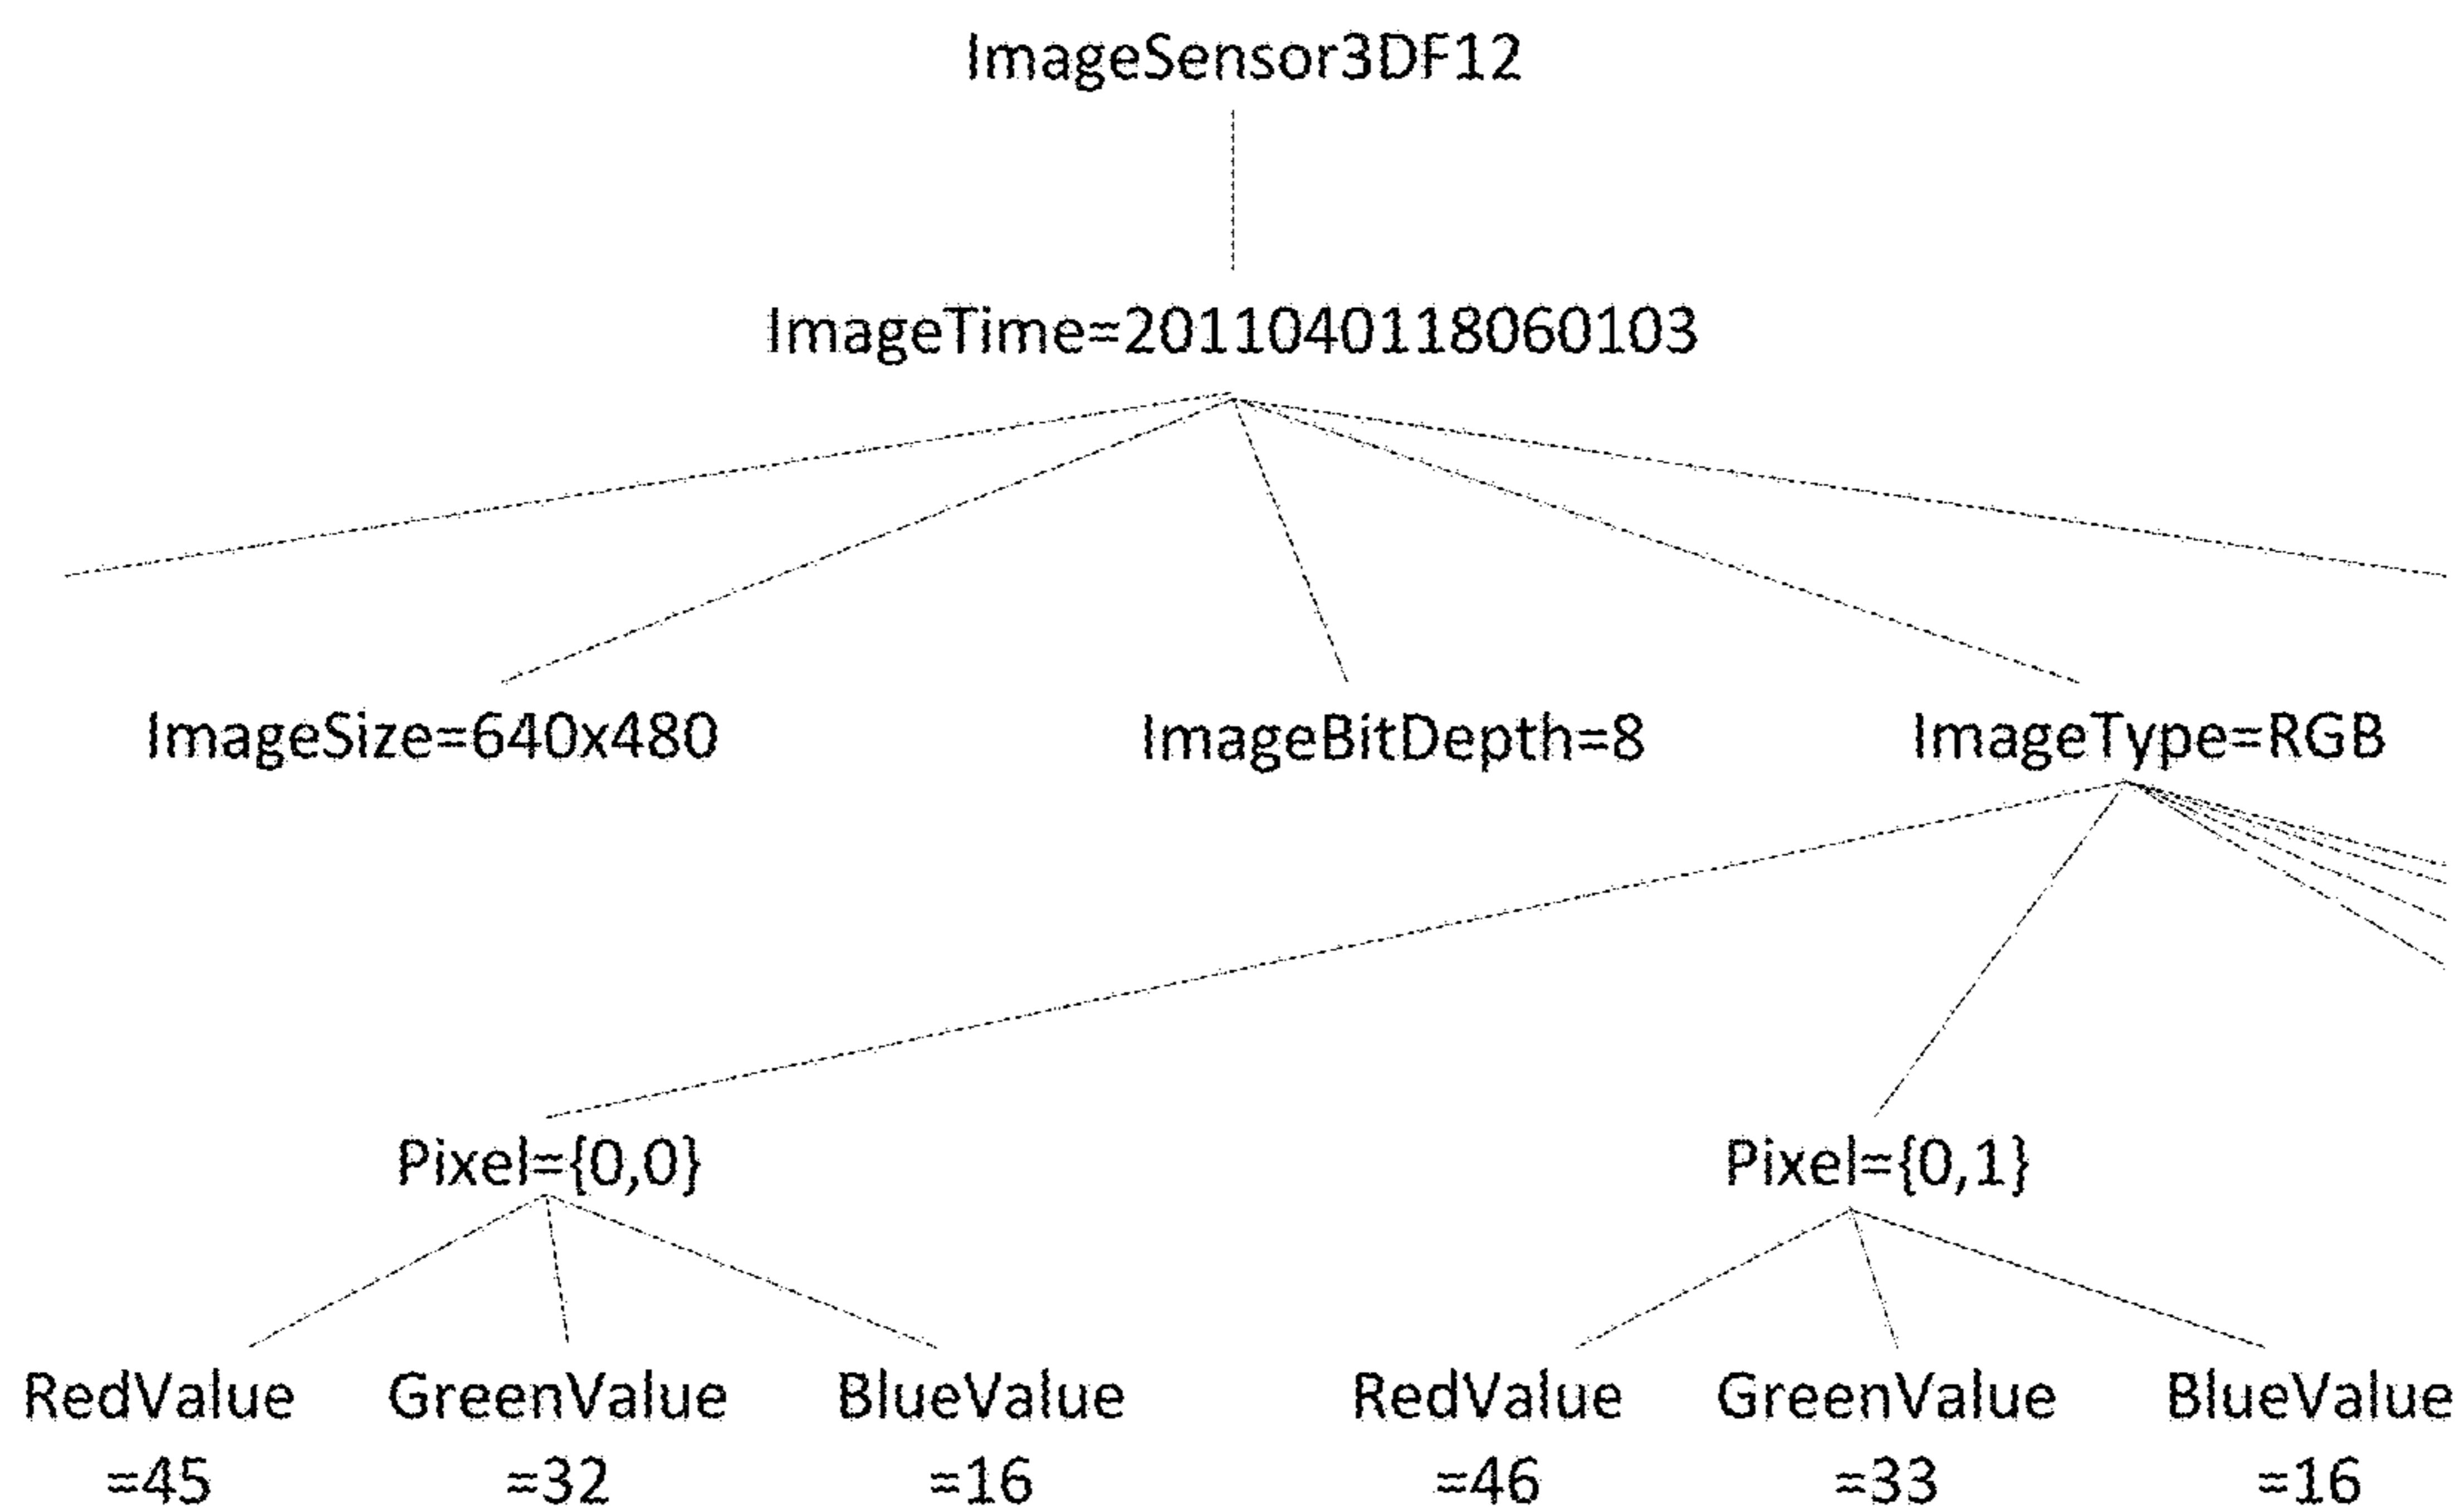 ImageSensor3DF12
ImageTime=2011040118060103
ImageSize=640x480 ImageBitDepth=8 ImageType=RGB
Pixel={0,0} Pixel={0,1}
RedValue GreenValue BlueValue RedValue GreenValue BlueValue
=45 =32 =16 =46 =33 =16